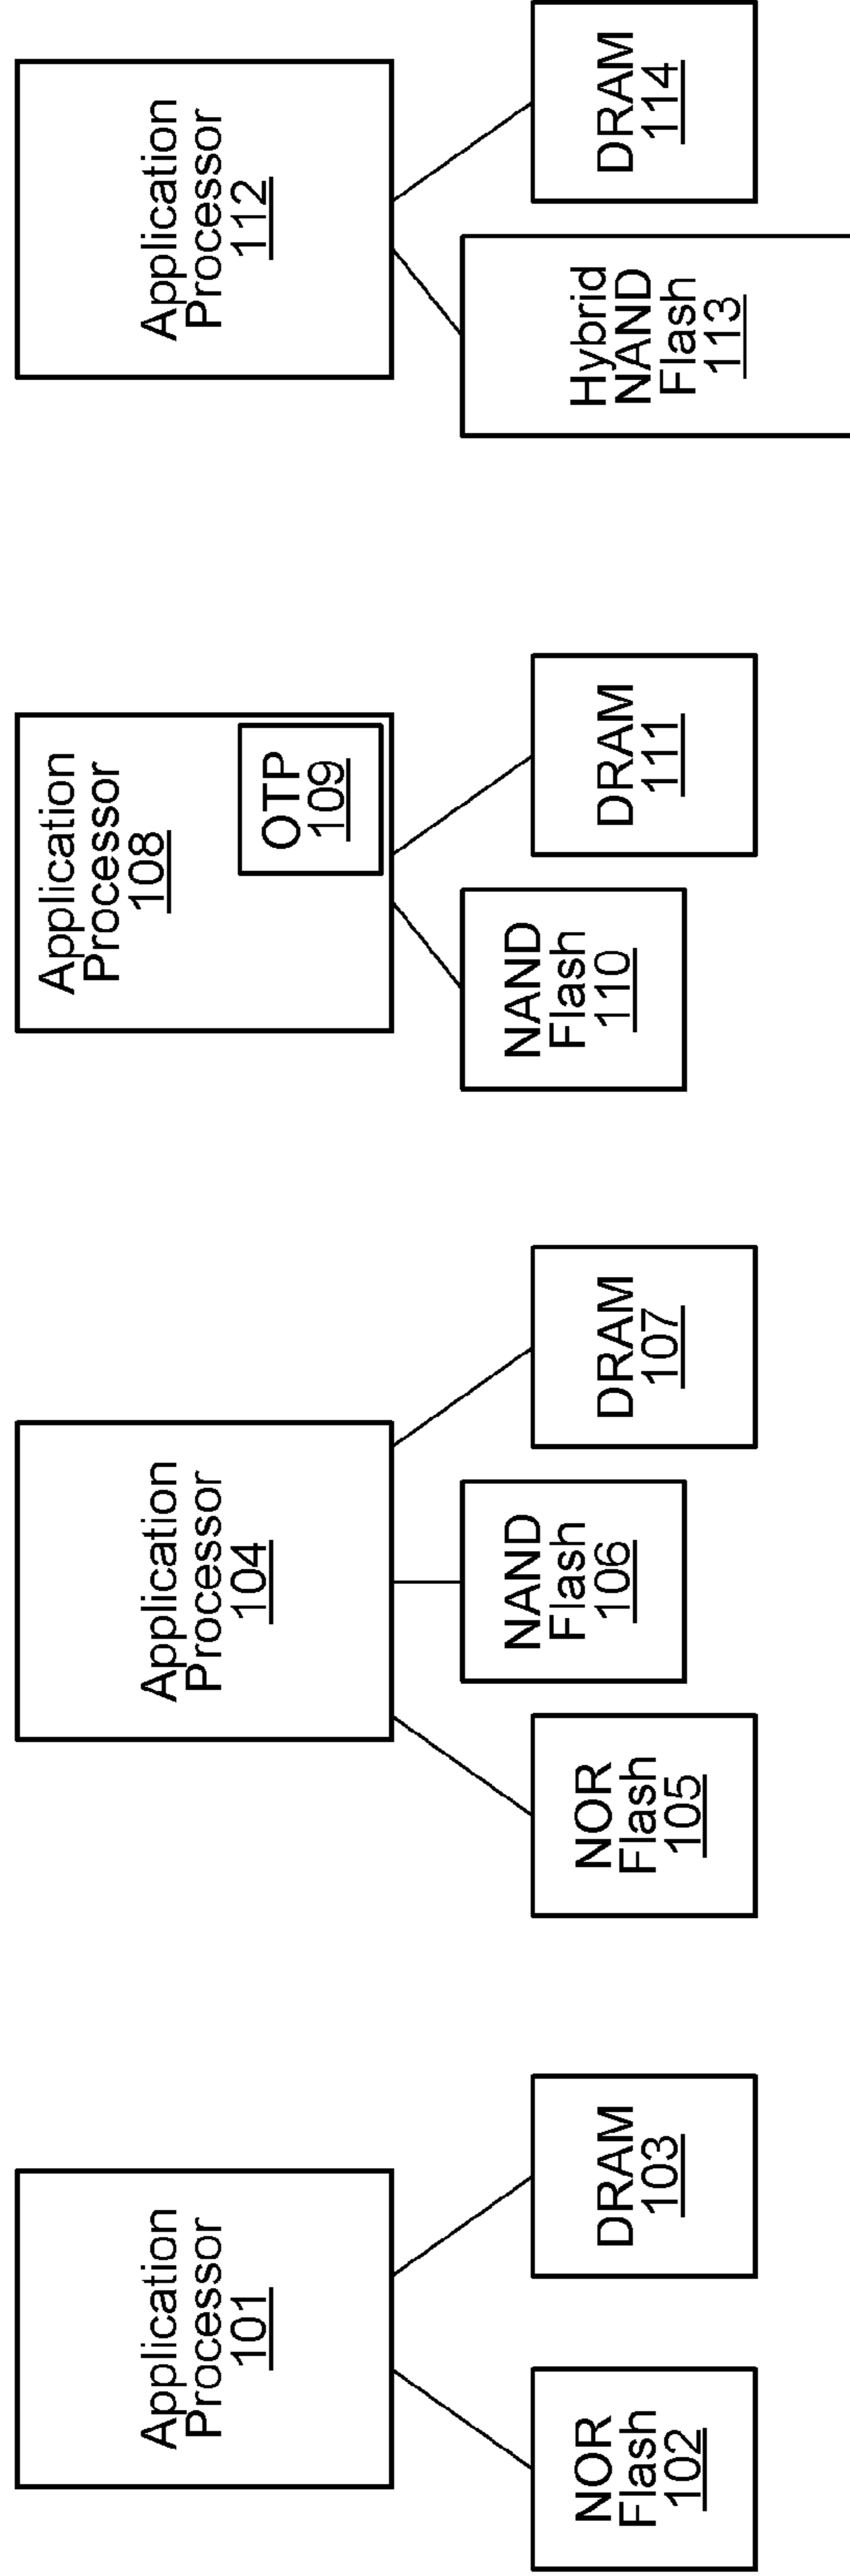 Application
Processor
101
NOR
Flash
102
DRAM
103
Application
Processor
104
NOR
Flash
105
NAND
Flash
106
DRAM
107
Application
Processor
108
OTP
109
NAND
Flash
110
DRAM
111
Application
Processor
112
Hybrid
NAND
Flash
113
DRAM
114